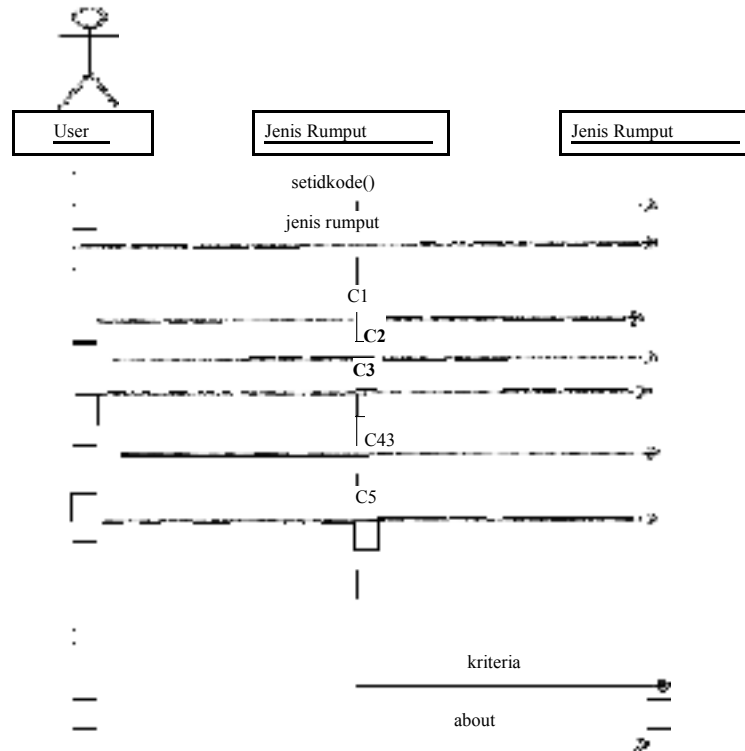 User
Jenis Rumput
Jenis Rumput
setidkode()
jenis rumput
C1
C2
C3
C43
C5
kriteria
about